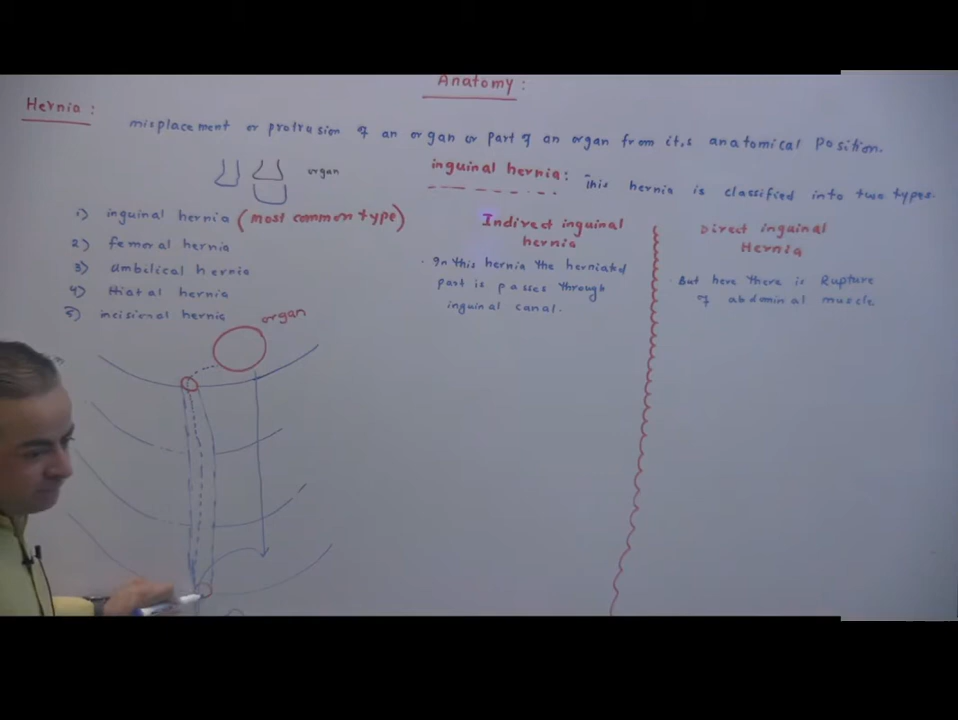 Anatomy :
Hernia :
misplacement or protrusion of an organ or part of an organ from it,s anatomical Position.
organ
inguinal hernia: This hernia is classified into two types.
1) inguinal hernia (most common type)
2) femoral hernia
3) umbilical hernia
4) Hiatal hernia
5) incisional hernia
organ
Indirect inguinal
hernia
· In this hernia the herniated
part is passes through
inguinal canal.
Direct inguinal
Hernia
· But here there is Rupture
of abdominal muscle